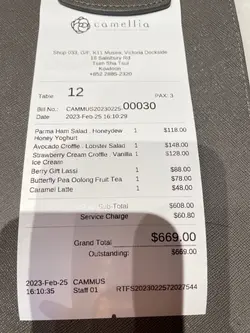 camellia
Shop 033, G/F, K11 Musea, Victoria Dockside
18 Salisbury Rd
Tsim Sha Tsui
Kowloon
+852 2885-2320
Table 12 PAX: 3
Bill No.: CAMMUS20230225 00030
Date 2023-Feb-25 16:10:29
Parma Ham Salad . Honeydew 1 $118.00
Honey Yoghurt
Avocado Croffle . Lobster Salad 1 $148.00
Strawberry Cream Croffle . Vanilla 1 $128.00
Ice Cream
Berry Gift Lassi 1 $88.00
Butterfly Pea Oolong Fruit Tea 1 $78.00
Caramel Latte 1 $48.00
Sub Total $608.00
Service Charge $60.80
Grand Total $669.00
Outstanding: $669.00
2023-Feb-25 CAMMUS RTFS2023022572027544
16:10:35 Staff 01